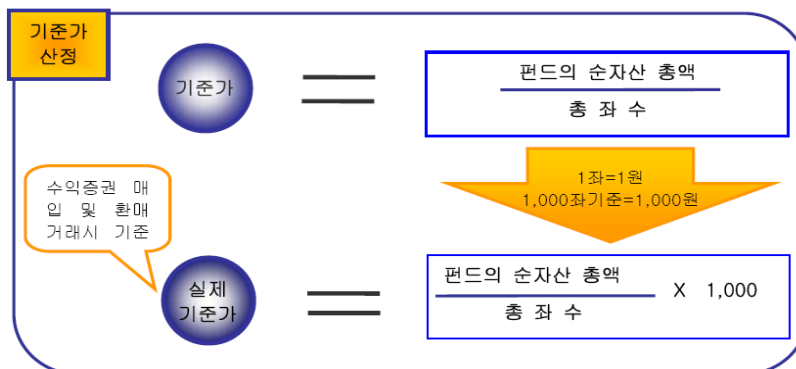 기준가
산정
기준가
펀드의 순자산 총액
총 좌 수
1좌=1원
1,000좌기준=1,000원
수익증권 매
입 및 환매
거래시 기준
실제
기준가
펀드의 순자산 총액
총 좌 수
X 1,000